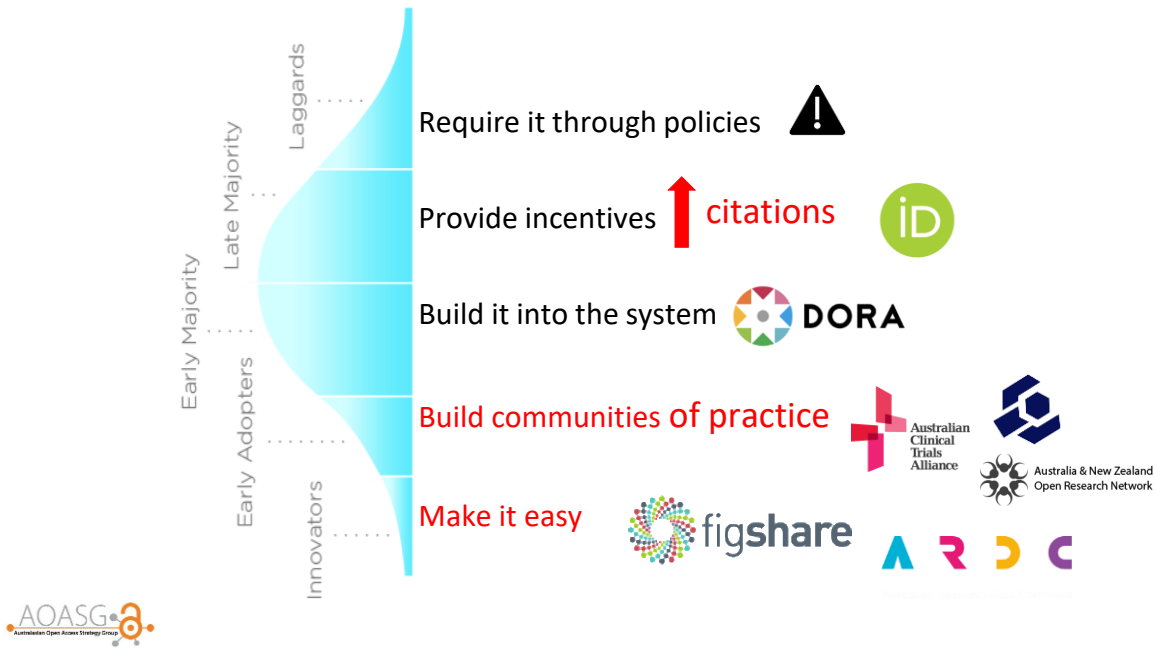 Laggards
Require it through policies
!
Late Majority
Provide incentives
citations
iD
Early Majority
Build it into the system
DORA
Early Adopters
Build communities of practice
Australian
Clinical
Trials
Alliance
Australia & New Zealand
Open Research Network
Innovators
Make it easy
figshare
ARDC
AOASG
Australasian Open Access Strategy Group